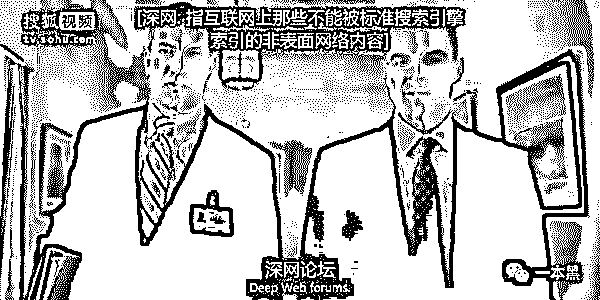 搜狐视频
tv.sohu.com
[深网:指互联网上那些不能被标准搜索引擎
索引的非表面网络内容]
深网论坛
Deep Web forums.
一本黑